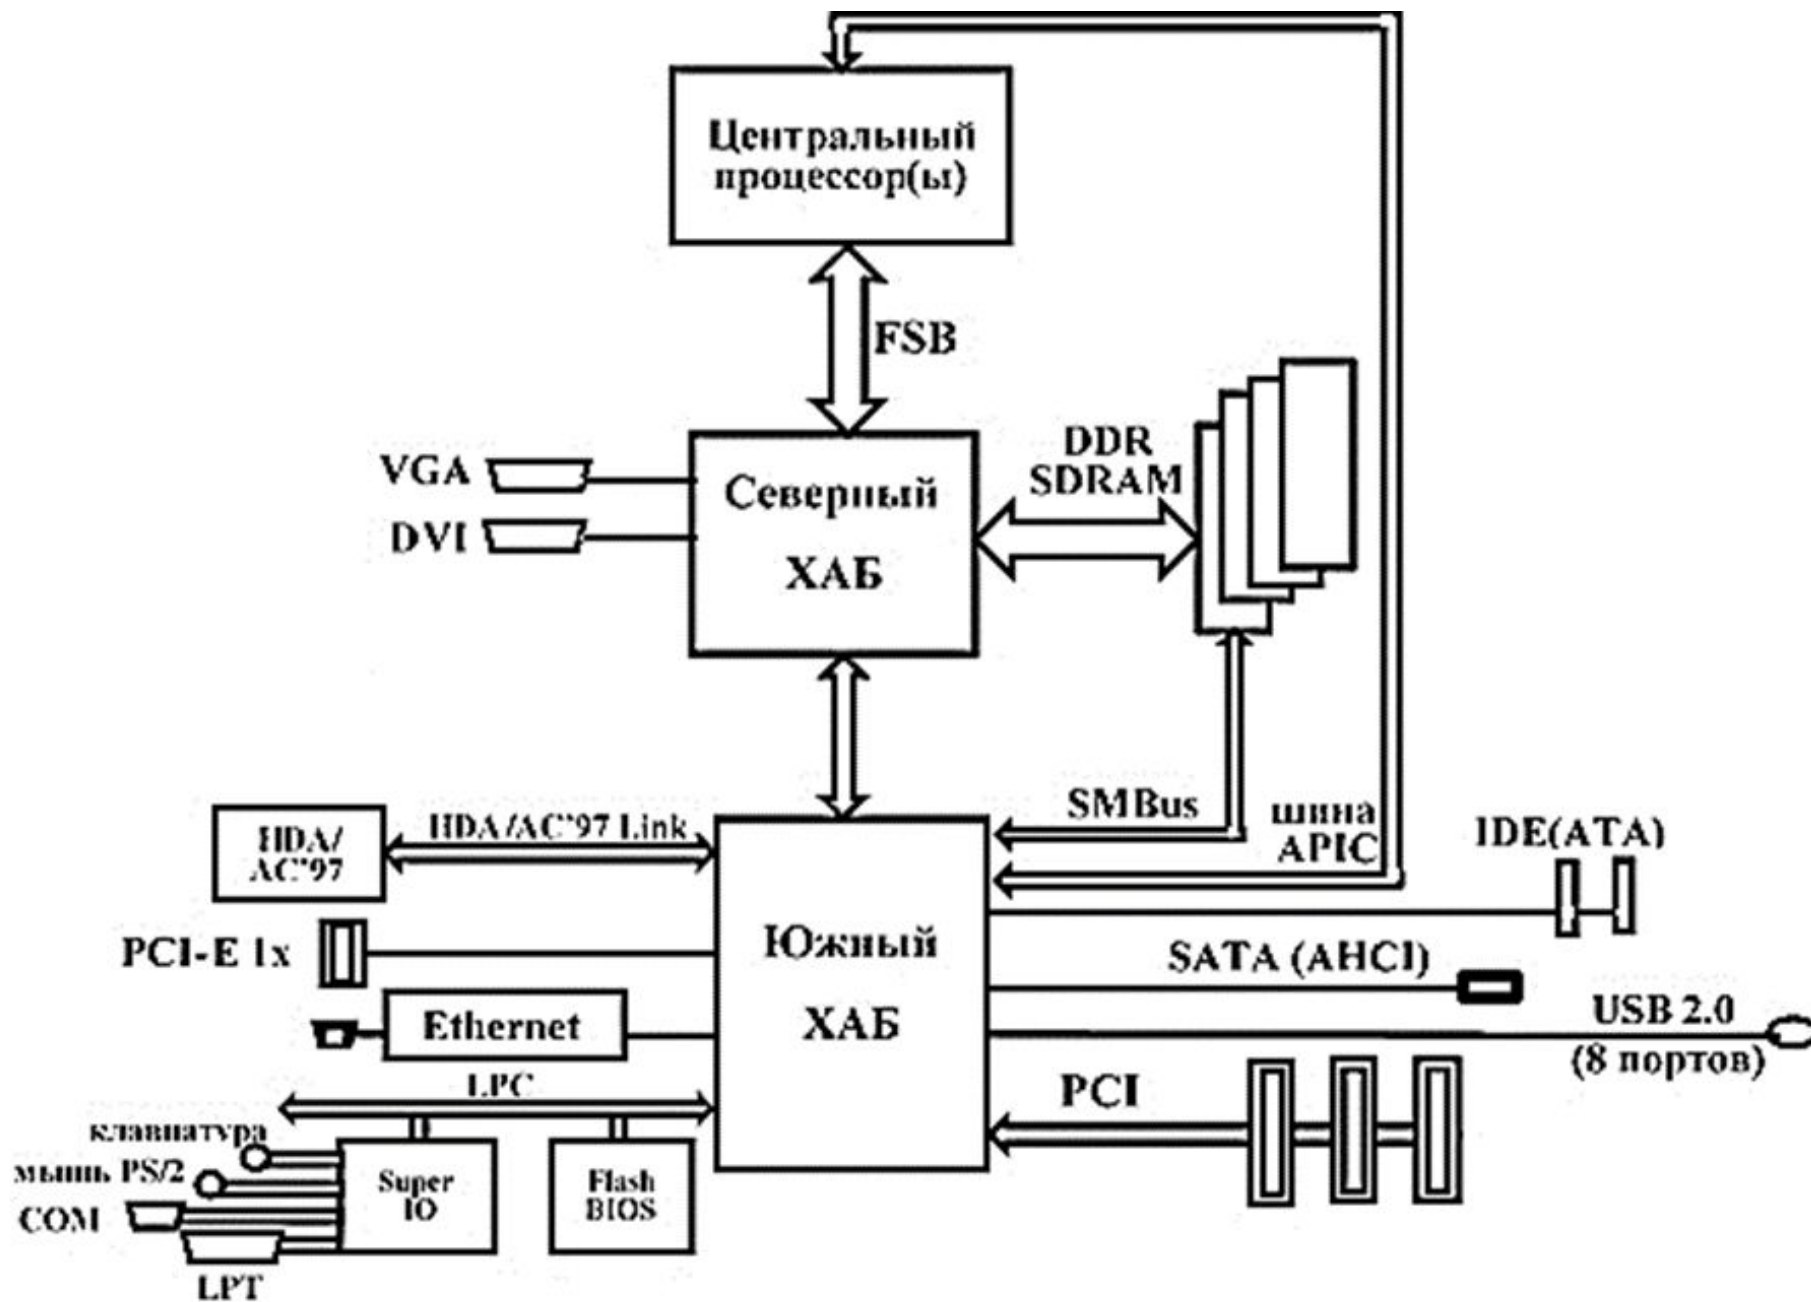 Центральный
процессор(ы)
FSB
VGA
DVI
Северный
ХАБ
DDR
SDRAM
SMBus
шина
APIC
IDE(ATA)
HDA/
AC'97
HDA/AC'97 Link
PCI-E 1x
Южный
ХАБ
SATA (AHCI)
USB 2.0
(8 портов)
Ethernet
PCI
LPC
клавиатура
мышь PS/2
COM
LPT
Super
IO
Flash
BIOS